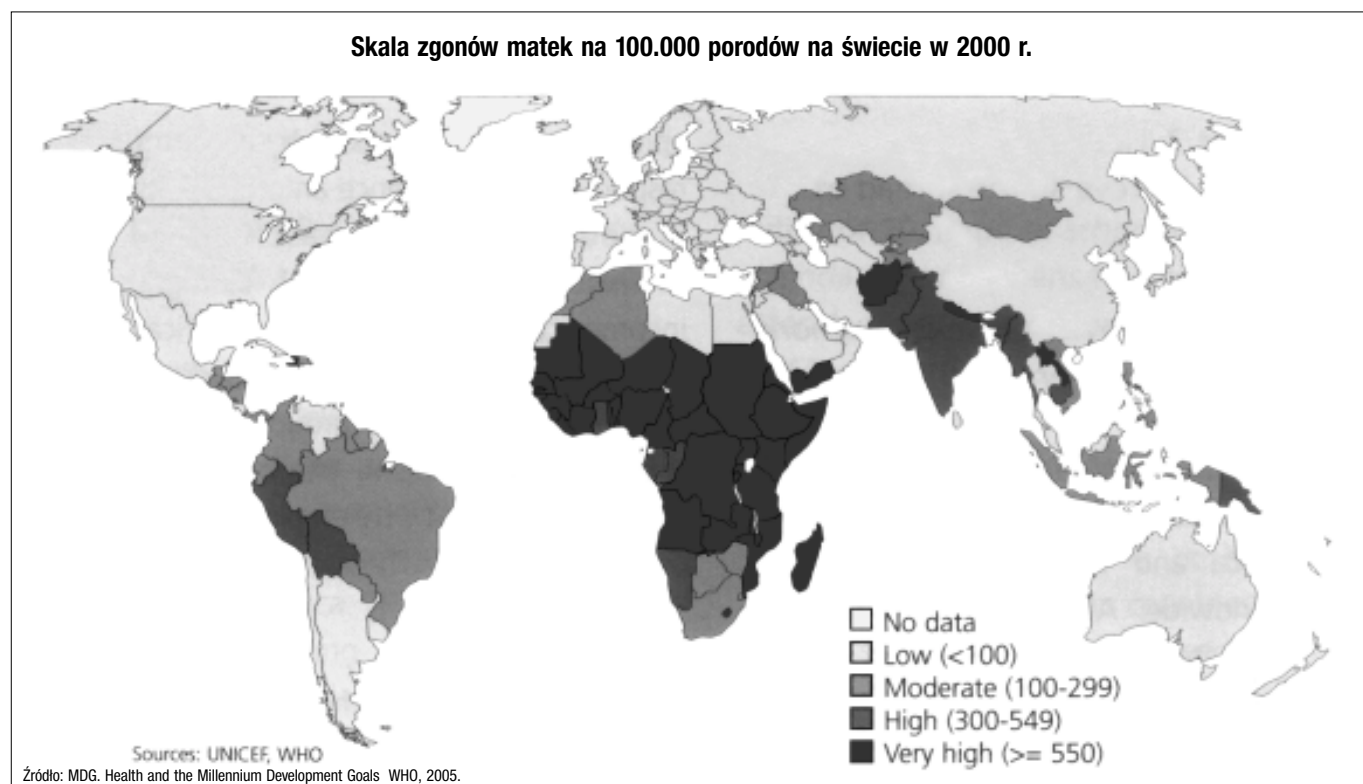 Skala zgonów matek na 100.000 porodów na świecie w 2000 r.
No data
Low (<100)
Moderate (100-299)
High (300-549)
Very high (>= 550)
Sources: UNICEF, WHO
Źródło: MDG. Health and the Millennium Development Goals WHO, 2005.